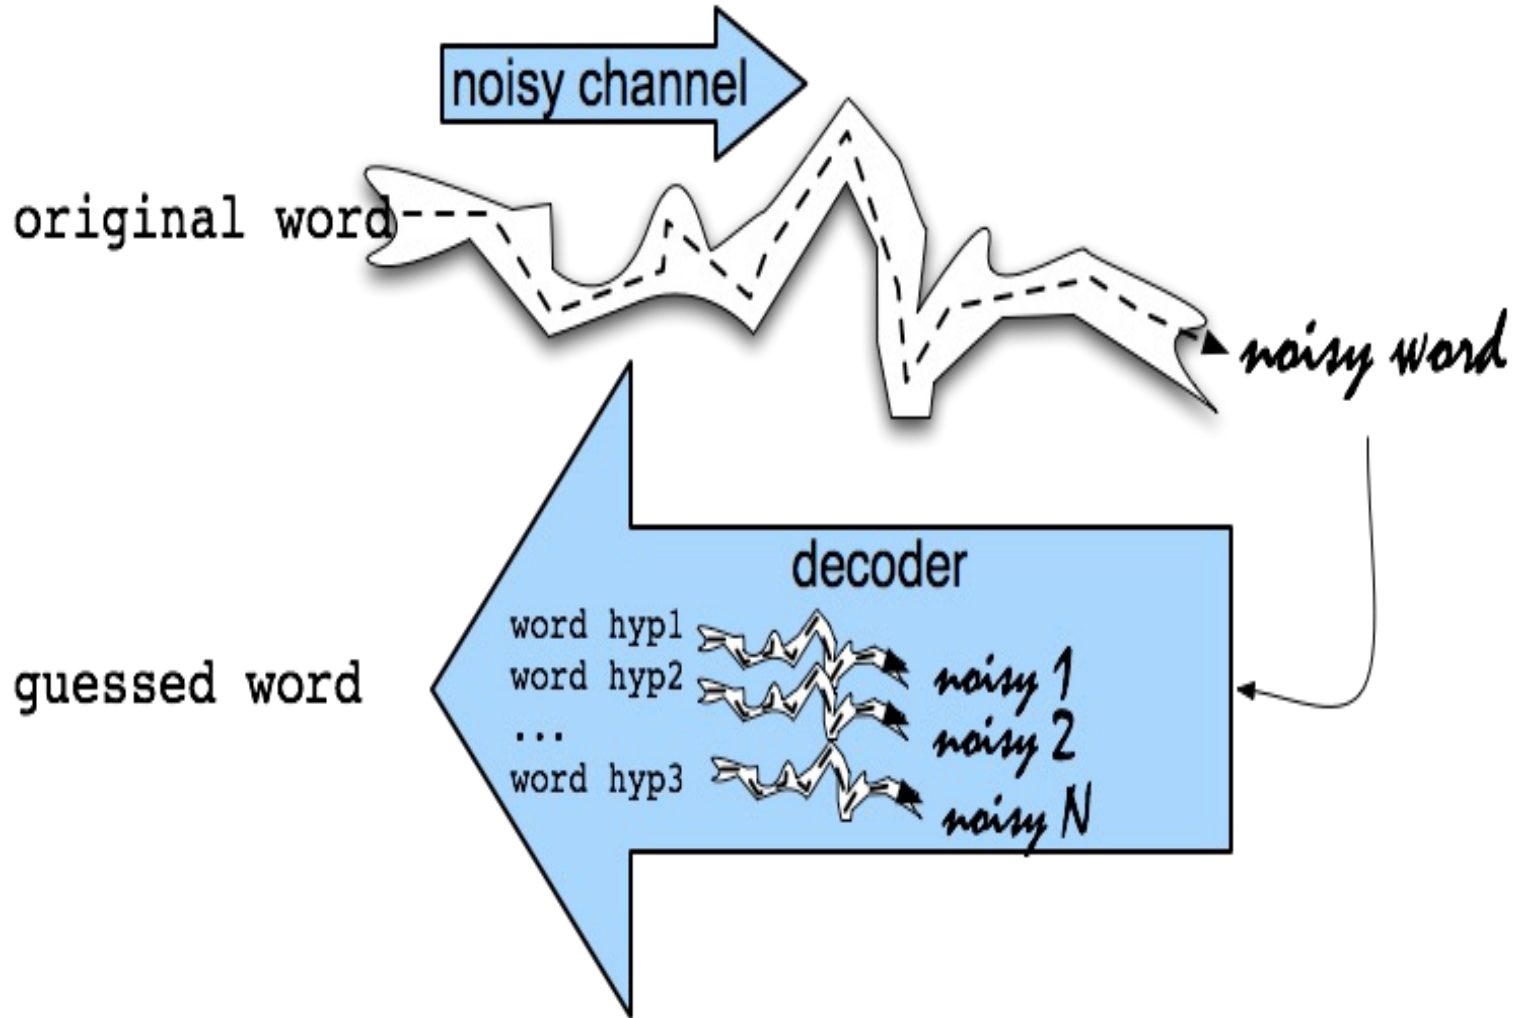 noisy channel
original word
noisy word
decoder
word hyp1
noisy 1
word hyp2
noisy 2
...
word hyp3
noisy N
guessed word